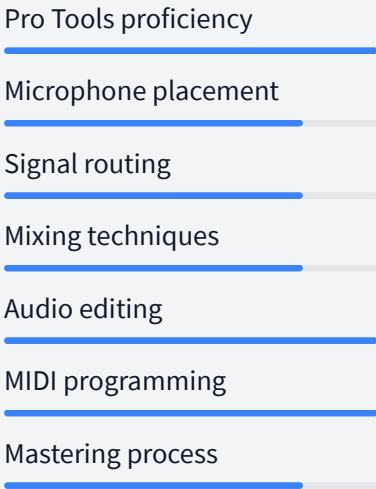 Pro Tools proficiency
Microphone placement
Signal routing
Mixing techniques
Audio editing
MIDI programming
Mastering process